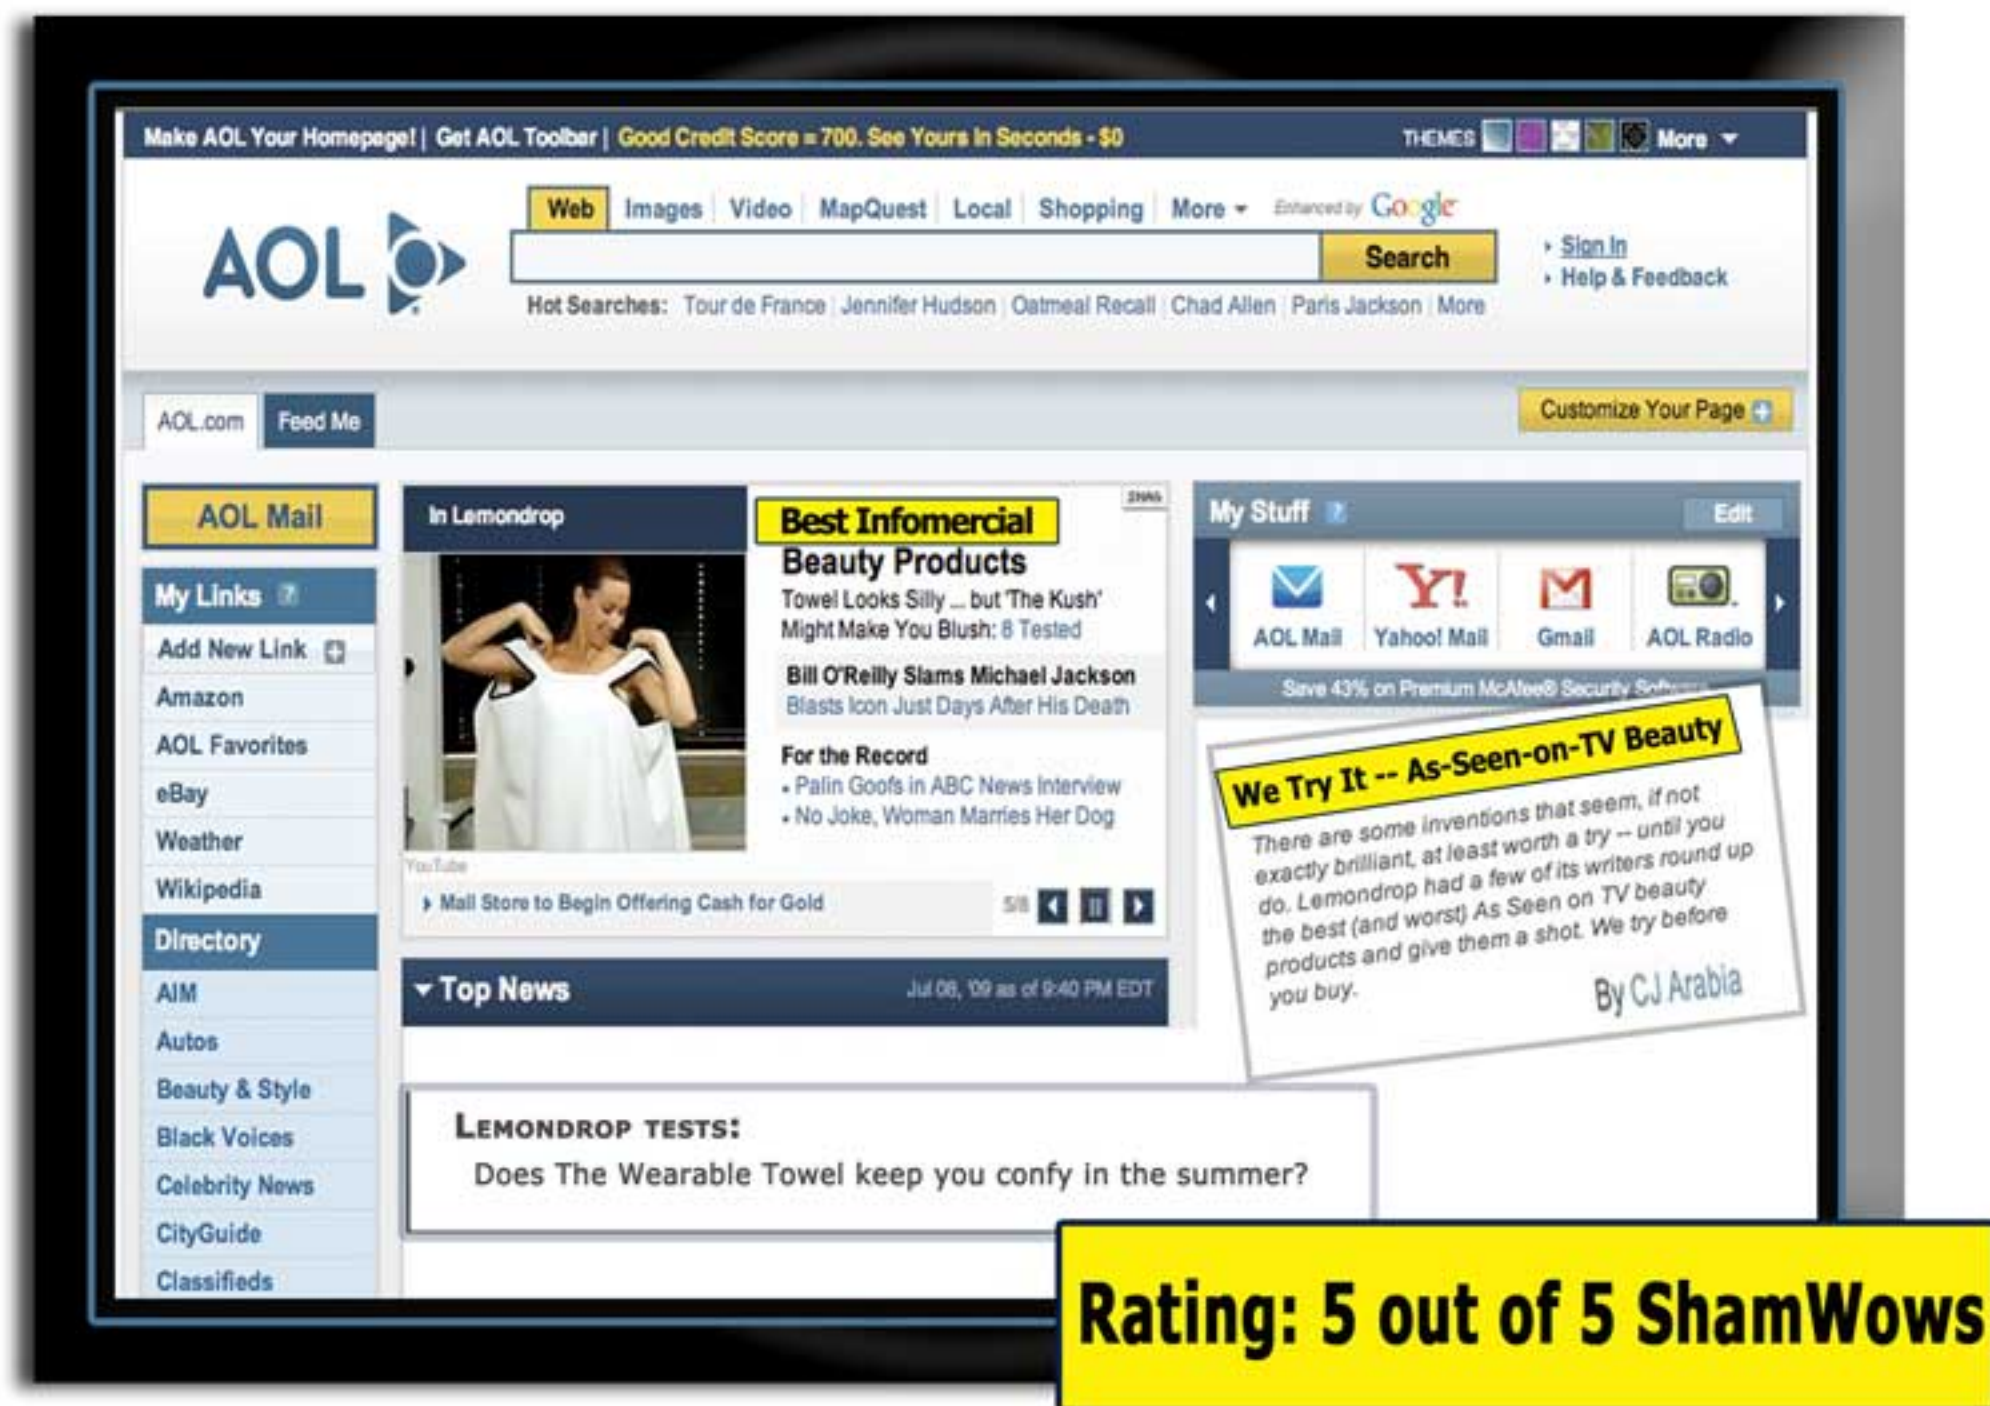 Make AOL Your Homepage! | Get AOL Toolbar | Good Credit Score = 700. See Yours In Seconds - $0
THEMES More
AOL
Web Images Video MapQuest Local Shopping More Enhanced by Google
Search
Hot Searches: Tour de France Jennifer Hudson Oatmeal Recall Chad Allen Paris Jackson More
Sign In
Help & Feedback
AOL.com Feed Me
Customize Your Page
AOL Mail
My Links ?
Add New Link
Amazon
AOL Favorites
eBay
Weather
Wikipedia
Directory
AIM
Autos
Beauty & Style
Black Voices
Celebrity News
CityGuide
Classifieds
In Lemondrop
YouTube
Best Infomercial
Beauty Products
Towel Looks Silly ... but 'The Kush'
Might Make You Blush: 8 Tested
Bill O'Reilly Slams Michael Jackson
Blasts Icon Just Days After His Death
For the Record
• Palin Goofs in ABC News Interview
• No Joke, Woman Marries Her Dog
Mall Store to Begin Offering Cash for Gold
5/8
Top News Jul 08, '09 as of 9:40 PM EDT
My Stuff ? Edit
AOL Mail Yahoo! Mail Gmail AOL Radio
Save 43% on Premium McAfee® Security Software
We Try It -- As-Seen-on-TV Beauty
There are some inventions that seem, if not
exactly brilliant, at least worth a try -- until you
do. Lemondrop had a few of its writers round up
the best (and worst) As Seen on TV beauty
products and give them a shot. We try before
you buy.
By CJ Arabia
LEMONDROP TESTS:
Does The Wearable Towel keep you confy in the summer?
Rating: 5 out of 5 ShamWows